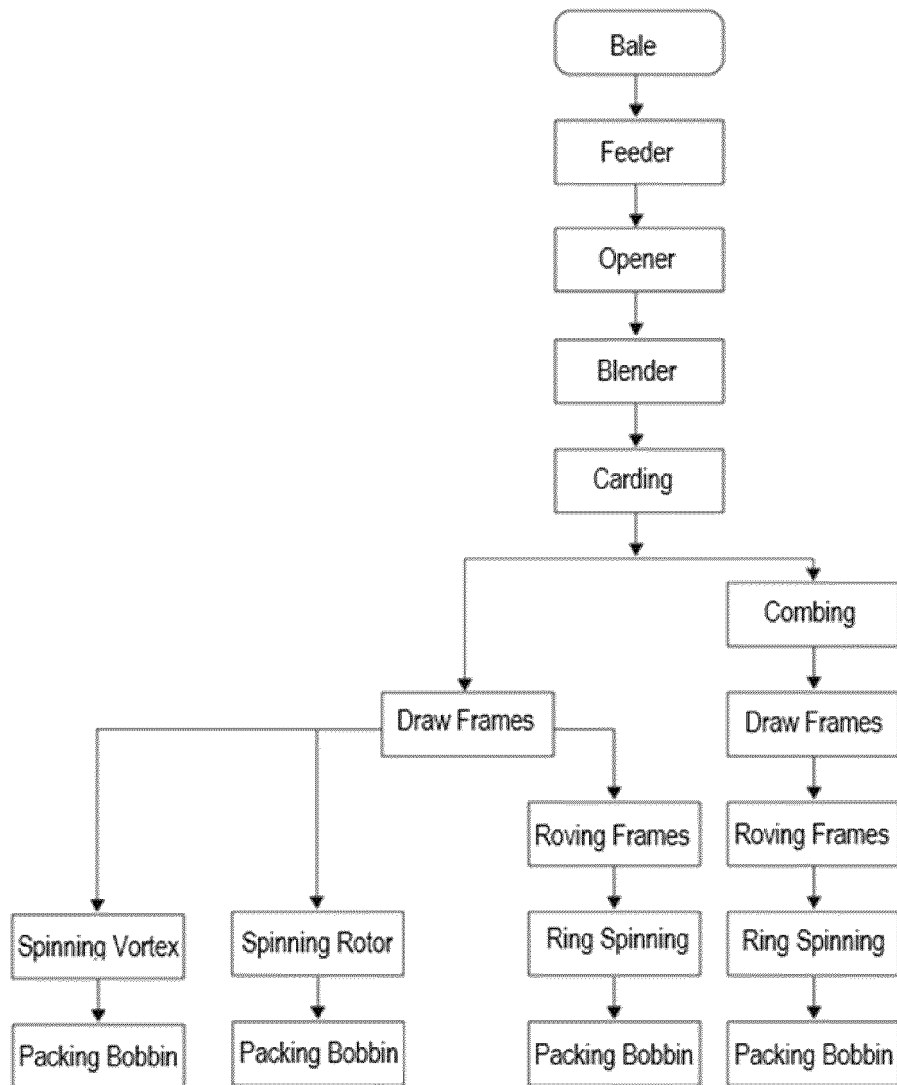 Bale
Feeder
Opener
Blender
Carding
Combing
Draw Frames
Draw Frames
Roving Frames
Roving Frames
Spinning Vortex
Spinning Rotor
Ring Spinning
Ring Spinning
Packing Bobbin
Packing Bobbin
Packing Bobbin
Packing Bobbin